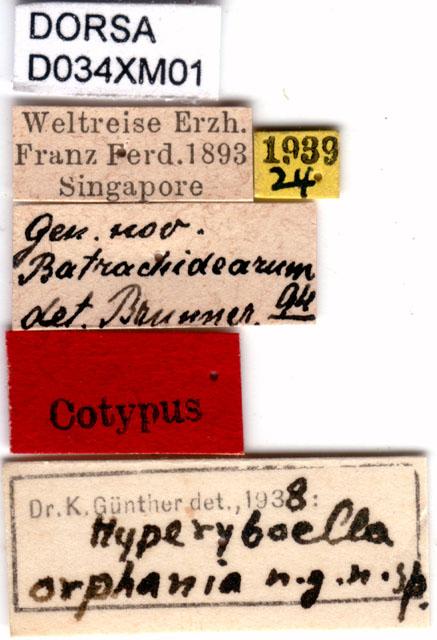 DORSA
D034XM01
Weltreise Erzh.
Franz Ferd. 1893
Singapore
1939
24.
Gen. nov.
Batrachidearum
det. Brunner. 94
Cotypus
Dr. K. Günther det., 1938:
Hyperyboella
orphania n.g.n.sp.